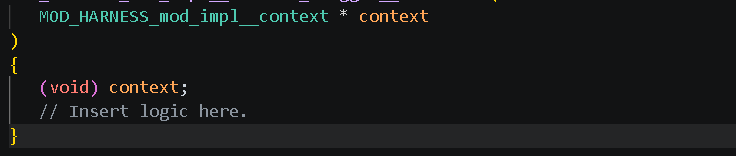 MOD_HARNESS_mod_impl__context * context
)
{
(void) context;
// Insert logic here.
}